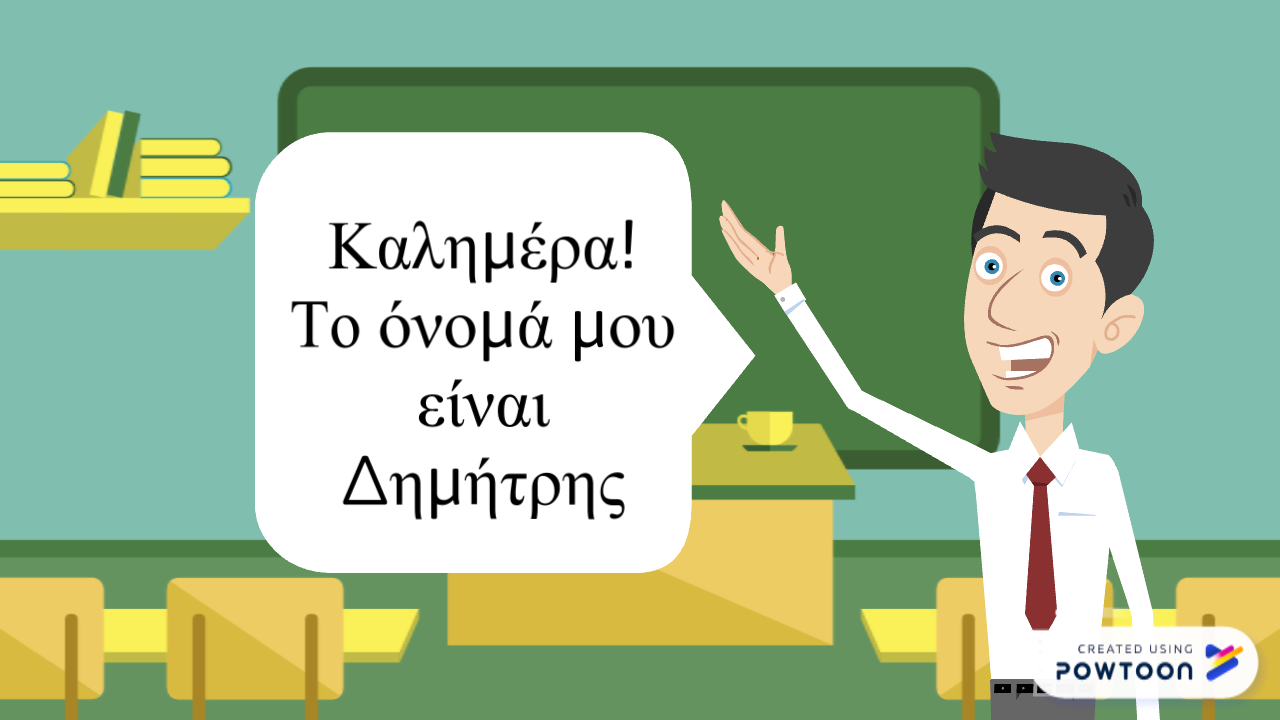 Καλημέρα!
Το όνομά μου
είναι
Δημήτρης
CREATED USING
POWTOON